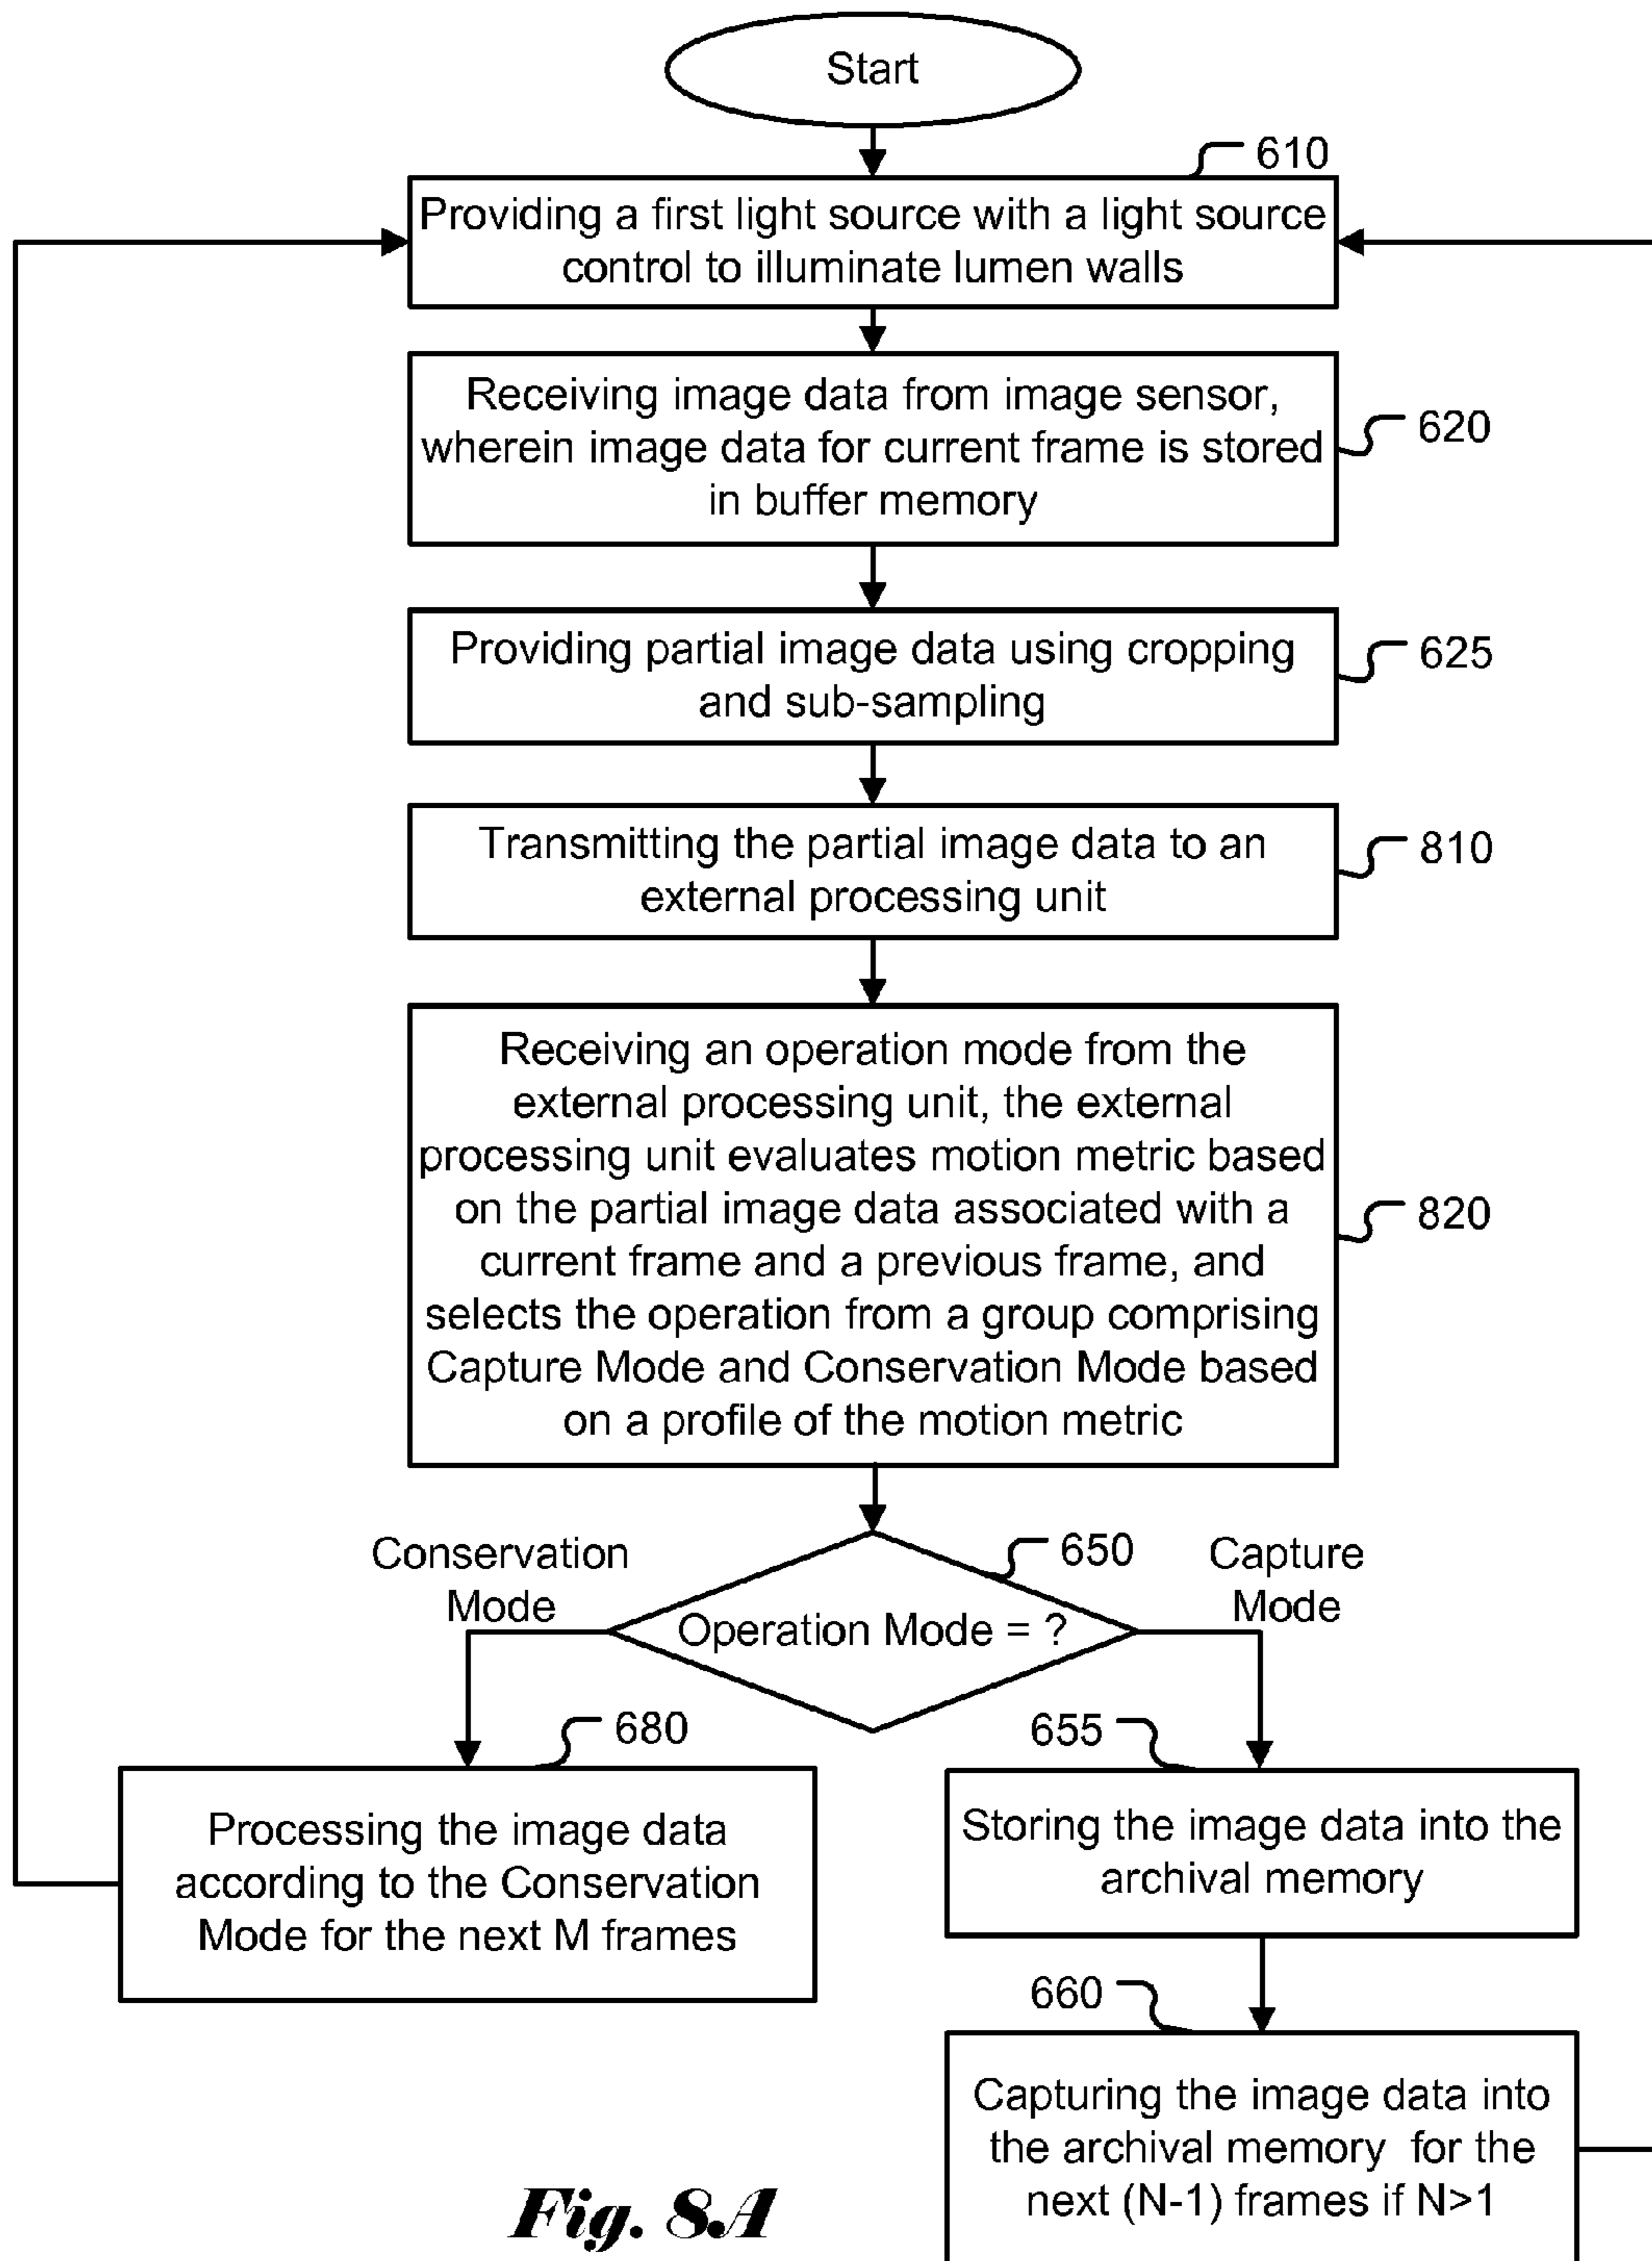 Start
610
Providing a first light source with a light source
control to illuminate lumen walls
Receiving image data from image sensor,
wherein image data for current frame is stored
in buffer memory
620
Providing partial image data using cropping
and sub-sampling
625
Transmitting the partial image data to an
external processing unit
810
Receiving an operation mode from the
external processing unit, the external
processing unit evaluates motion metric based
on the partial image data associated with a
current frame and a previous frame, and
selects the operation from a group comprising
Capture Mode and Conservation Mode based
on a profile of the motion metric
820
Conservation
Mode
650
Capture
Mode
Operation Mode = ?
680
Processing the image data
according to the Conservation
Mode for the next M frames
655
Storing the image data into the
archival memory
660
Capturing the image data into
the archival memory for the
next (N-1) frames if N>1
Fig. 8A